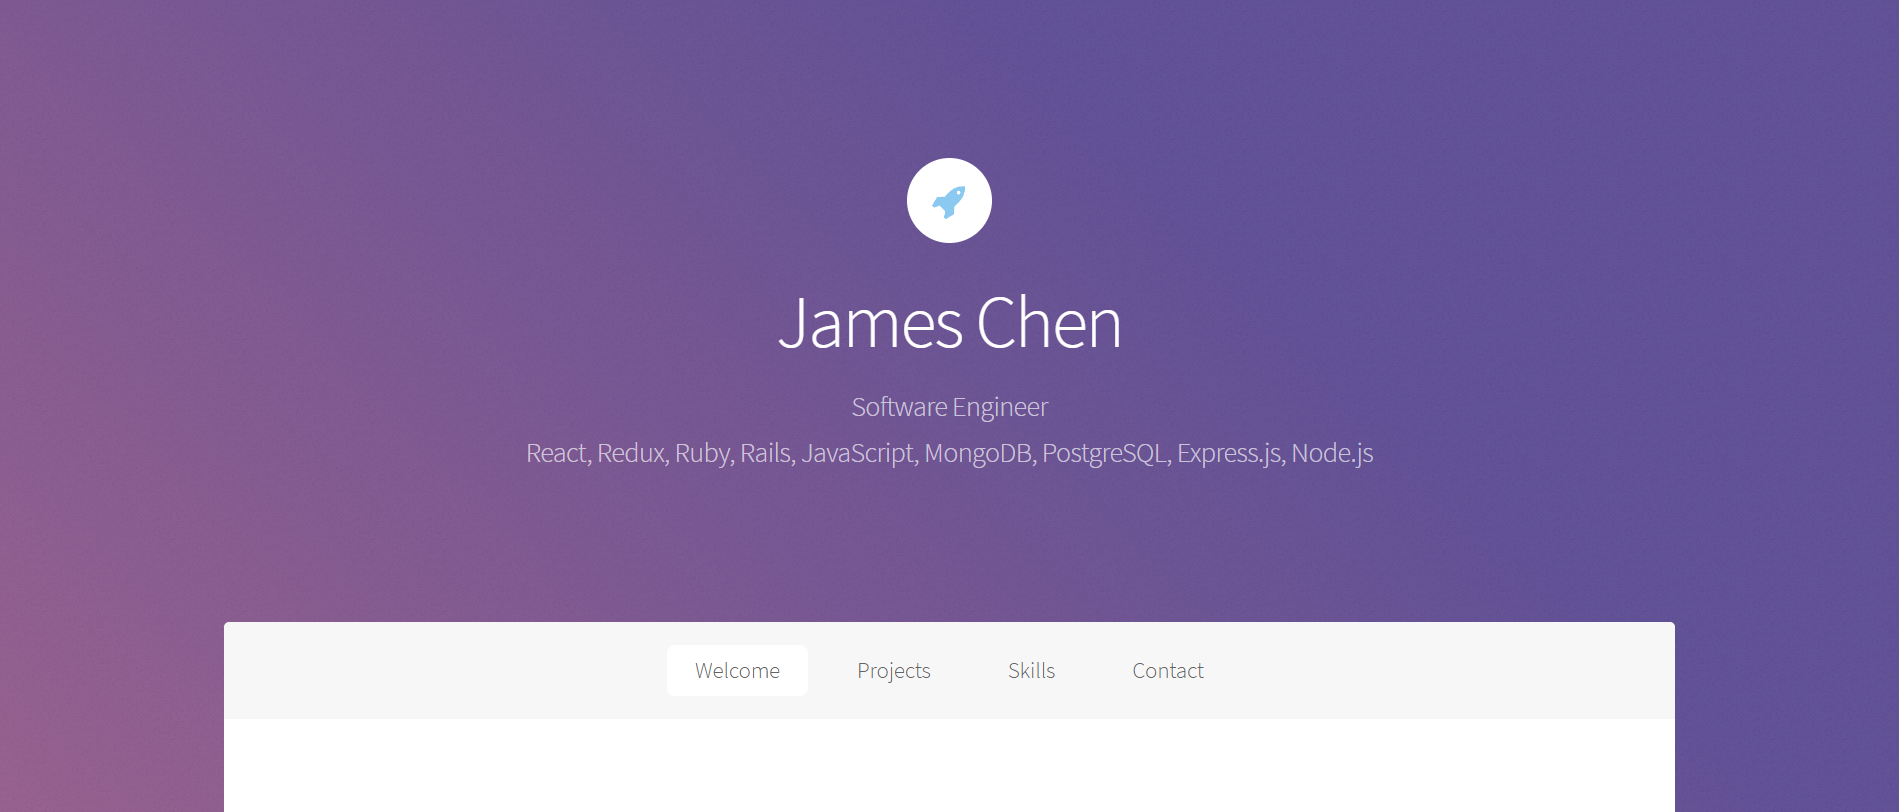 James Chen
Software Engineer
React, Redux, Ruby, Rails, JavaScript, MongoDB, PostgreSQL, Express.js, Node.js
Welcome Projects Skills Contact